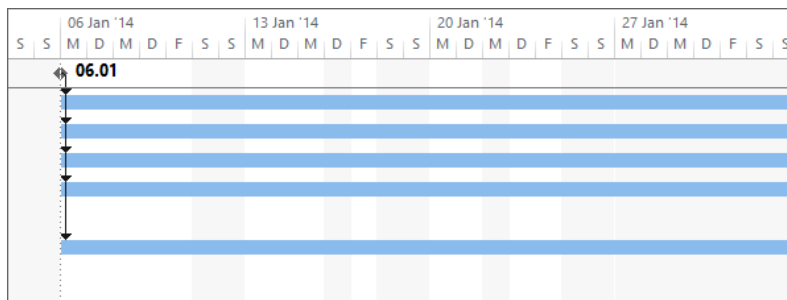 06 Jan '14 13 Jan '14 20 Jan '14 27 Jan '14
S S M D M D F S S M D M D F S S M D M D F S S M D M D F S S
06.01